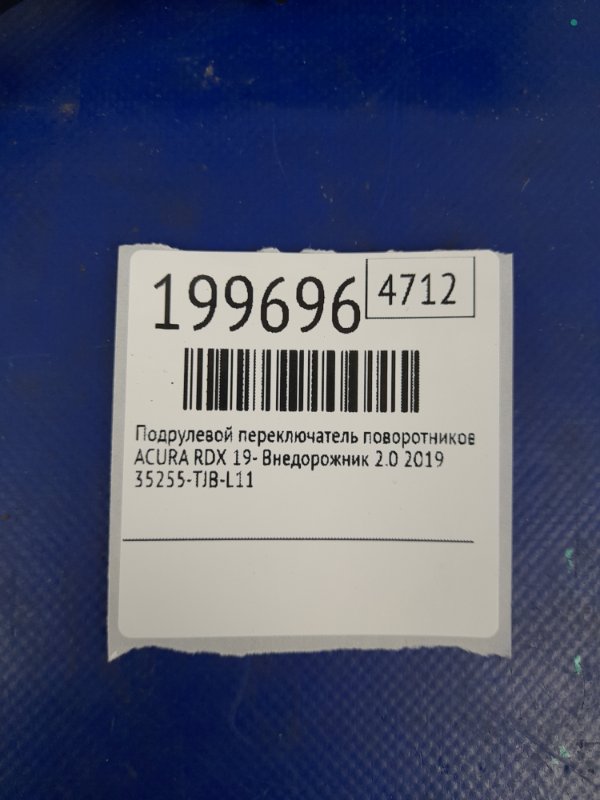 199696 4712
Подрулевой переключатель поворотников
ACURA RDX 19- Внедорожник 2.0 2019
35255-TJB-L11